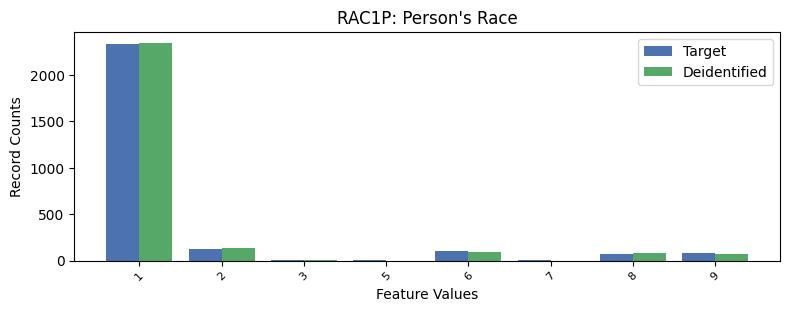 RAC1P: Person's Race
Target
Deidentified
Record Counts
2000
1500
1000
500
0
1 2 3 5 6 7 8 9
Feature Values